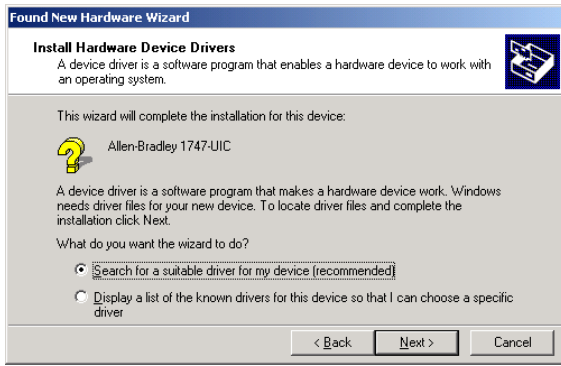 Found New Hardware Wizard
Install Hardware Device Drivers
A device driver is a software program that enables a hardware device to work with
an operating system.
This wizard will complete the installation for this device:
Allen-Bradley 1747-UIC
A device driver is a software program that makes a hardware device work. Windows
needs driver files for your new device. To locate driver files and complete the
installation click Next.
What do you want the wizard to do?
Search for a suitable driver for my device (recommended)
Display a list of the known drivers for this device so that I can choose a specific
driver
< Back
Next >
Cancel